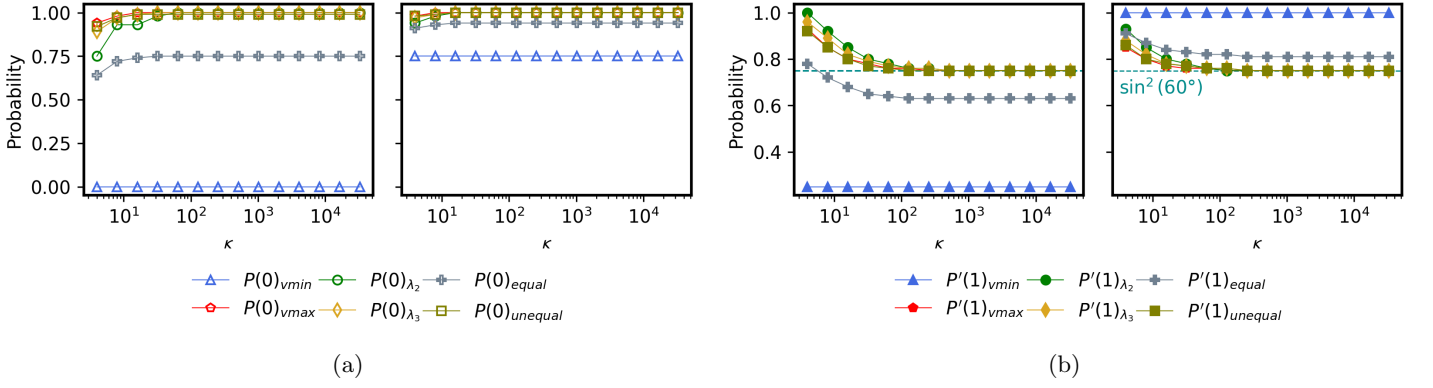 1.00
0.75
0.50
0.25
0.00
Probability
10¹ 10² 10³ 10⁴
κ
10¹ 10² 10³ 10⁴
κ
P(0)_{vmin} P(0)_{λ₂} P(0)_{equal}
P(0)_{vmax} P(0)_{λ₃} P(0)_{unequal}
(a)
1.0
0.8
0.6
0.4
Probability
10¹ 10² 10³ 10⁴
κ
sin² (60°)
10¹ 10² 10³ 10⁴
κ
P′(1)_{vmin} P′(1)_{λ₂} P′(1)_{equal}
P′(1)_{vmax} P′(1)_{λ₃} P′(1)_{unequal}
(b)